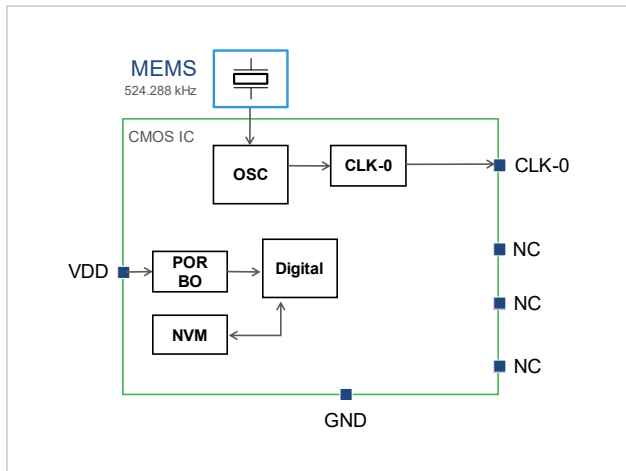 MEMS
524.288 kHz
CMOS IC
OSC
CLK-0
CLK-0
NC
VDD
POR
BO
Digital
NC
NVM
NC
GND